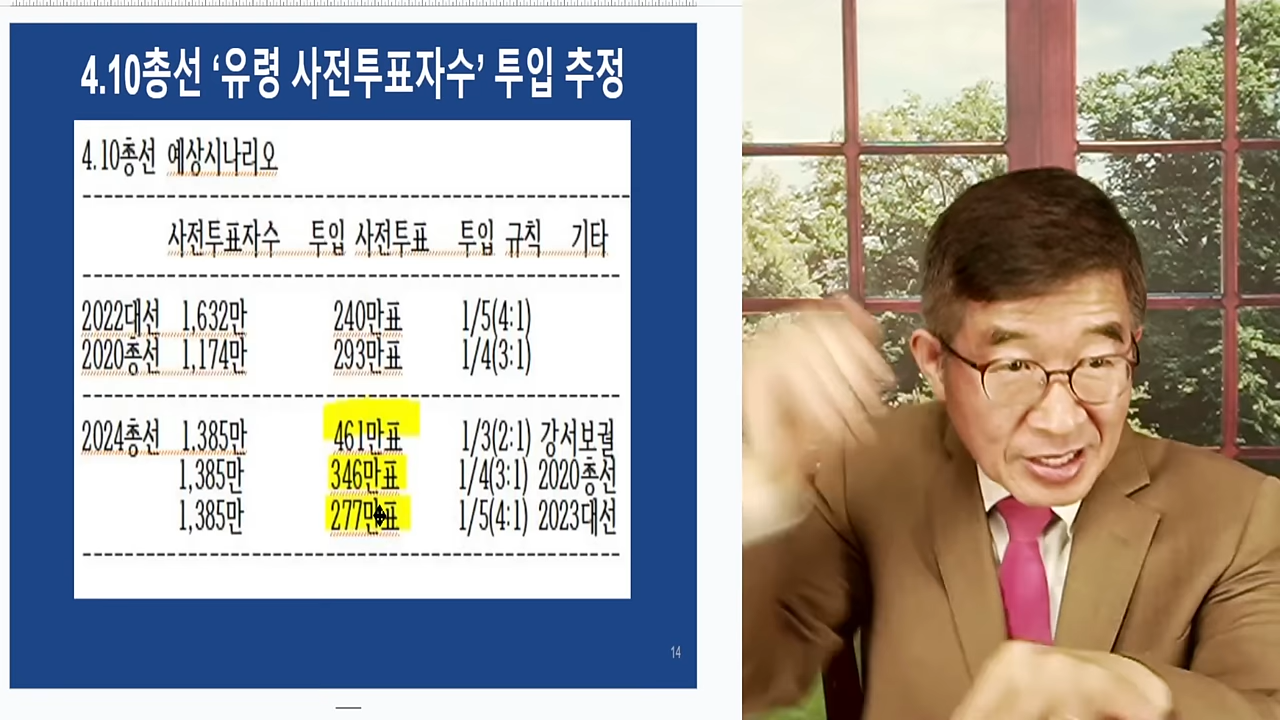 4.10총선 ‘유령 사전투표자수’ 투입 추정
4.10총선 예상시나리오
사전투표자수 투입 사전투표 투입 규칙 기타
2022대선 1,632만 240만표 1/5(4:1)
2020총선 1,174만 293만표 1/4(3:1)
2024총선 1,385만 461만표 1/3(2:1) 강서보궐
1,385만 346만표 1/4(3:1) 2020총선
1,385만 277만표 1/5(4:1) 2023대선
14